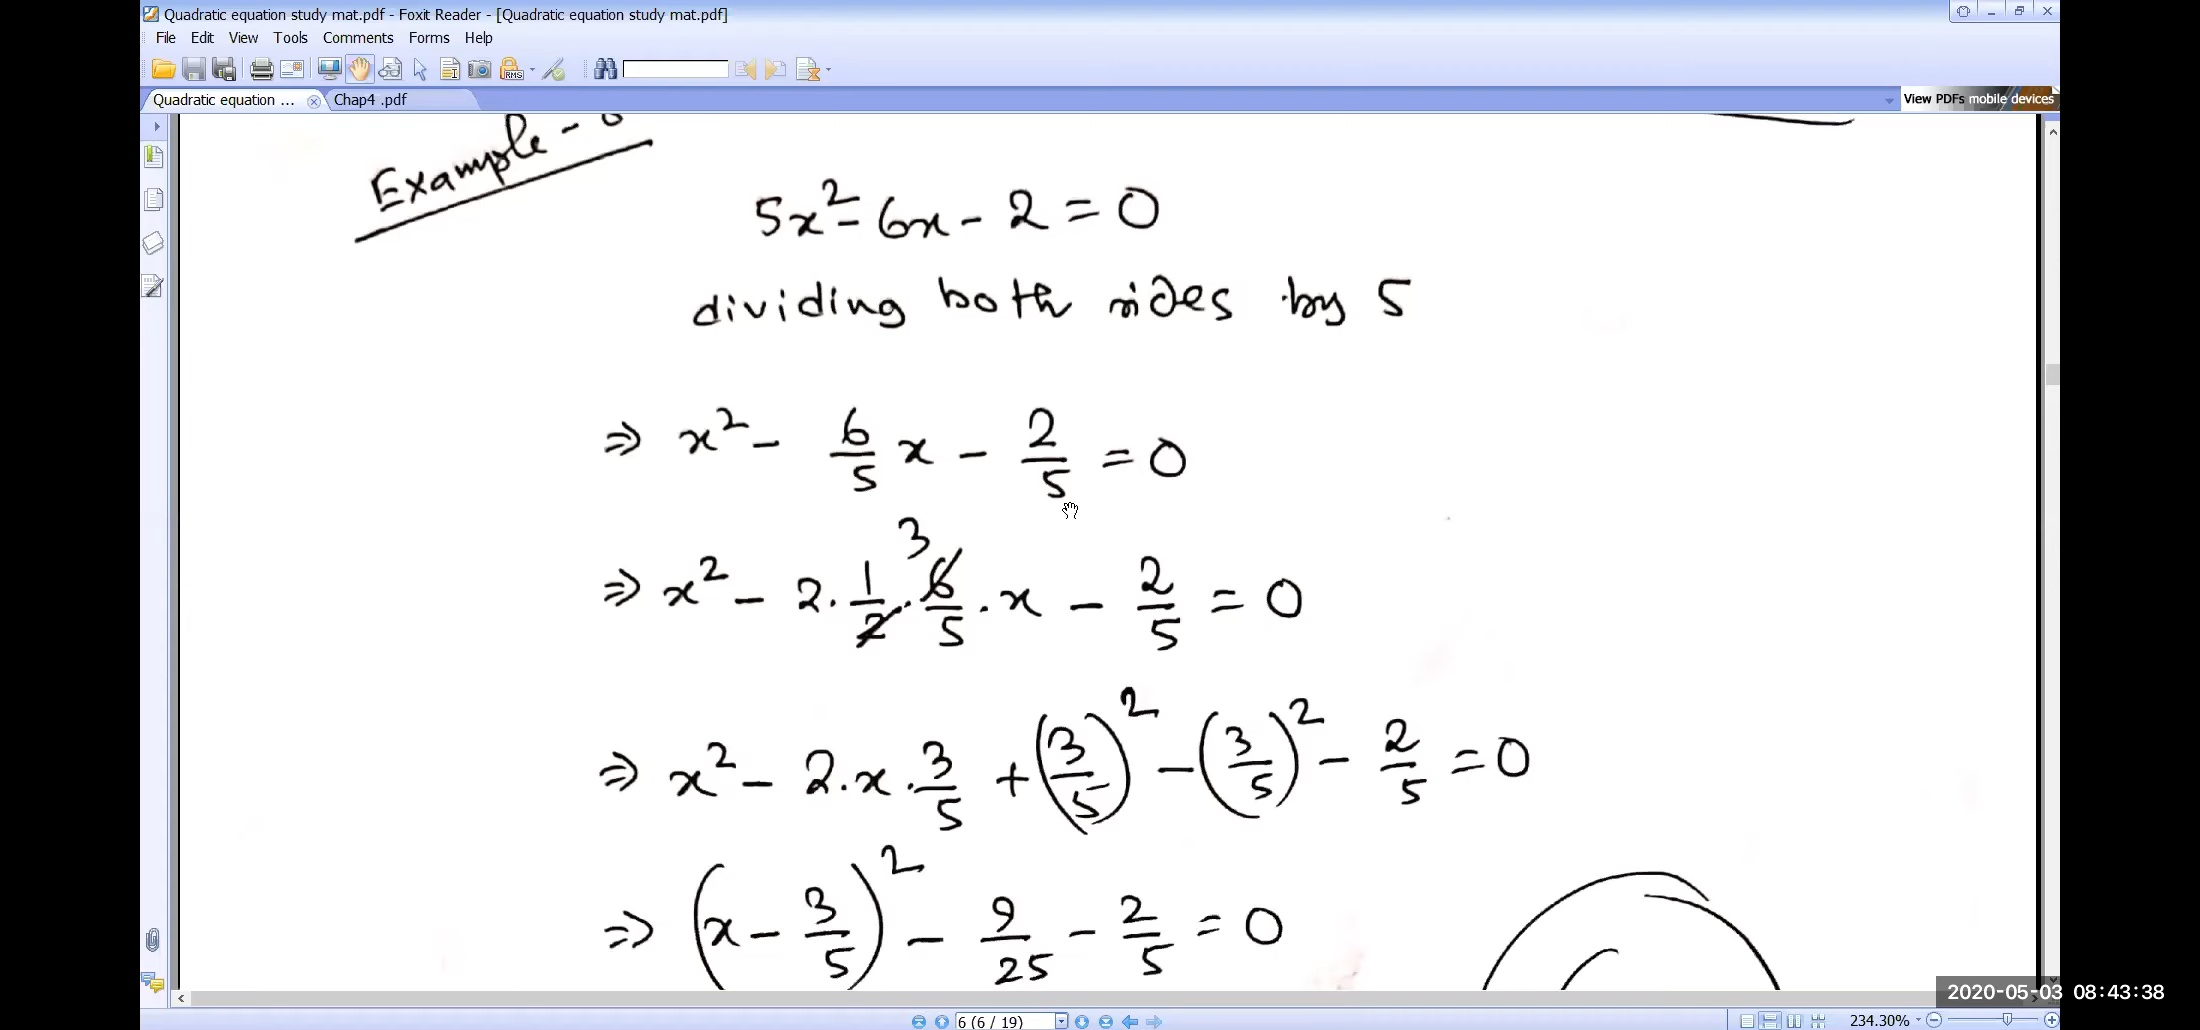 Quadratic equation study mat.pdf - Foxit Reader - [Quadratic equation study mat.pdf]
File Edit View Tools Comments Forms Help
RMS
Quadratic equation ... Chap4 .pdf View PDFs mobile devices
Example -
5x² - 6x - 2 = 0
dividing both sides by 5
⇒ x² - 6/5 x - 2/5 = 0
3
⇒ x² - 2 · 1/2 · 6/5 · x - 2/5 = 0
⇒ x² - 2 · x · 3/5 + (3/5)² - (3/5)² - 2/5 = 0
⇒ (x - 3/5)² - 9/25 - 2/5 = 0
2020-05-03 08:43:38
6 (6 / 19) 234.30%